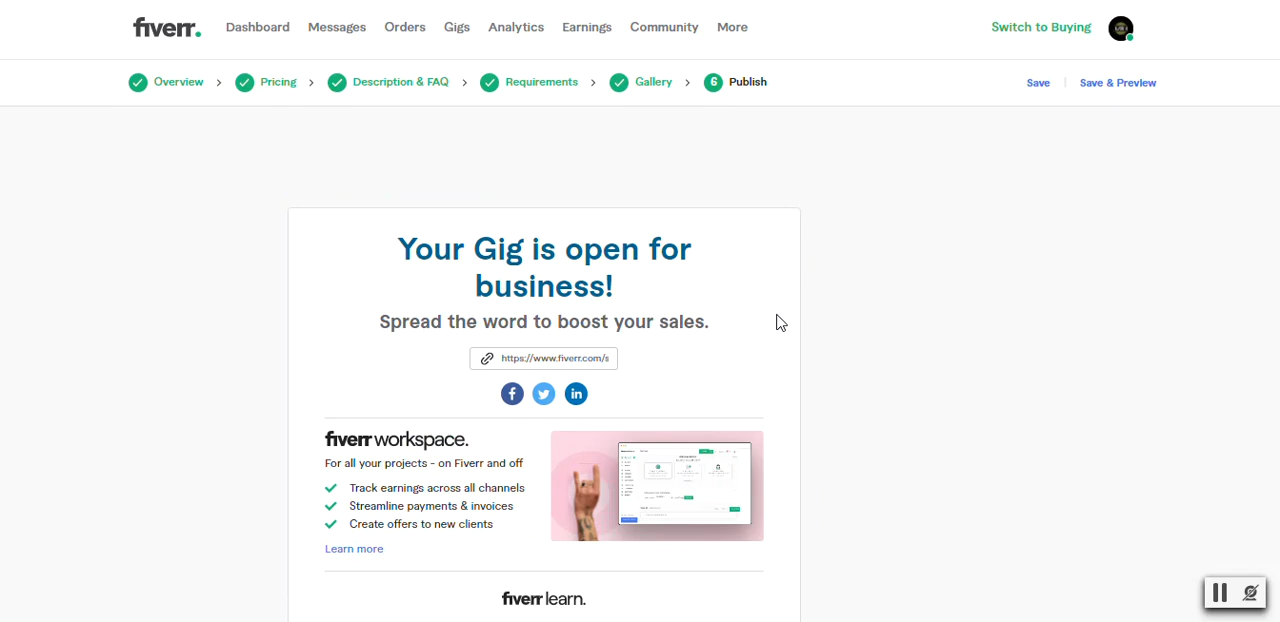 fiverr. Dashboard Messages Orders Gigs Analytics Earnings Community More Switch to Buying
Overview Pricing Description & FAQ Requirements Gallery 6 Publish Save Save & Preview
Your Gig is open for
business!
Spread the word to boost your sales.
https://www.fiverr.com/s
fiverr workspace.
For all your projects - on Fiverr and off
Track earnings across all channels
Streamline payments & invoices
Create offers to new clients
Learn more
fiverr learn.